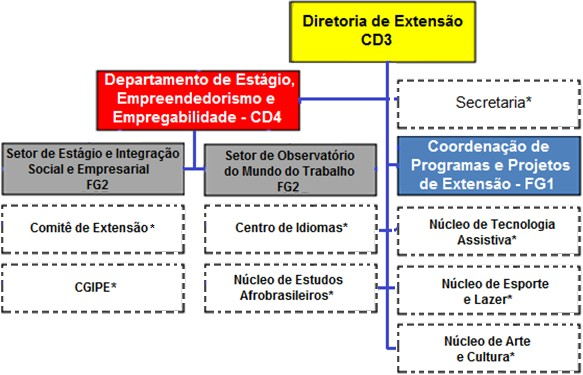 Diretoria de Extensão
CD3
Departamento de Estágio,
Empreendedorismo e
Empregabilidade - CD4
Secretaria*
Setor de Estágio e Integração
Social e Empresarial
FG2
Setor de Observatório
do Mundo do Trabalho
FG2_
Coordenação de
Programas e Projetos
de Extensão - FG1
Comitê de Extensão*
Centro de Idiomas*
Núcleo de Tecnologia
Assistiva*
CGIPE*
Núcleo de Estudos
Afrobrasileiros*
Núcleo de Esporte
e Lazer*
Núcleo de Arte
e Cultura*